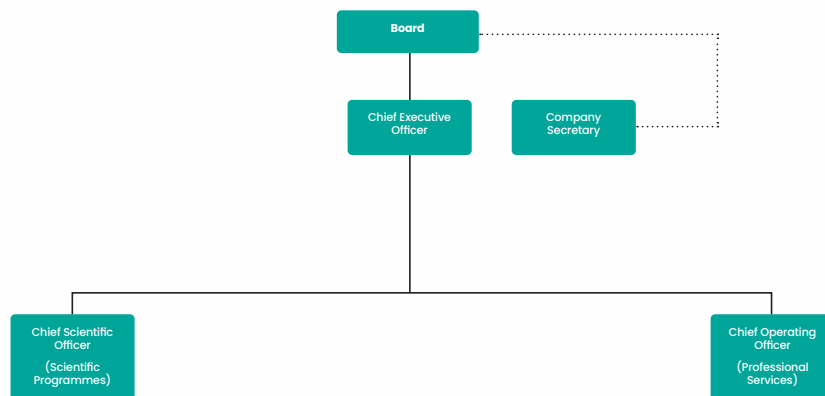 Board
Chief Executive
Officer
Company
Secretary
Chief Scientific
Officer
(Scientific
Programmes)
Chief Operating
Officer
(Professional
Services)